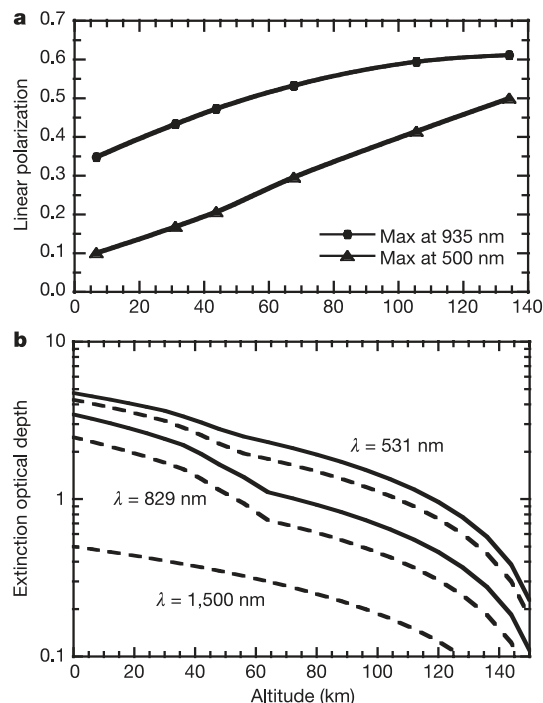 a
0.7
0.6
0.5
0.4
0.3
0.2
0.1
0.0
Linear polarization
Max at 935 nm
Max at 500 nm
0 20 40 60 80 100 120 140
b
10
1
0.1
Extinction optical depth
λ = 531 nm
λ = 829 nm
λ = 1,500 nm
0 20 40 60 80 100 120 140
Altitude (km)